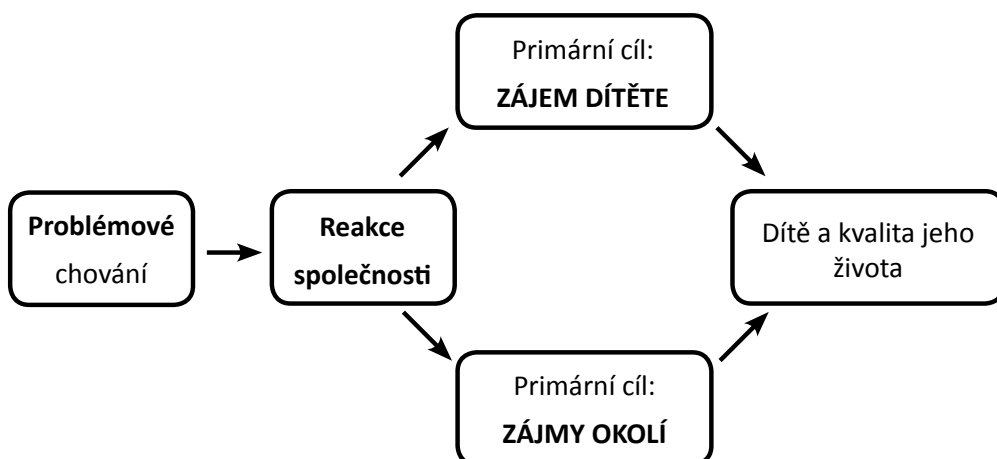 Primární cíl:
ZÁJEM DÍTĚTE
Problémové
chování
Reakce
společnosti
Dítě a kvalita jeho
života
Primární cíl:
ZÁJMY OKOLÍ